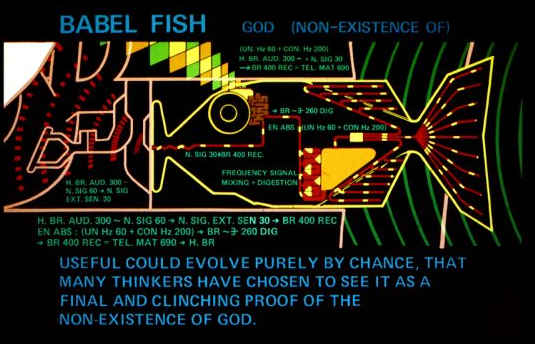 BABEL FISH GOD (NON-EXISTENCE OF)
(UN. Hz 60 + CON. Hz 200)
H. BR. AUD. 300 ~ + N. SIG 30
→ BR 400 REC = TEL. MAT 690
→ BR ~ 260 DIG
EN ABS : (UN Hz 60 + CON Hz 200)
N. SIG 30 → BR 400 REC.
FREQUENCY SIGNAL
MIXING + DIGESTION
H. BR. AUD. 300 ~
N. SIG 60 → N. SIG
EXT. SEN 30
H. BR. AUD. 300 ~ N. SIG 60 → N. SIG. EXT. SEN 30 → BR 400 REC
EN ABS : (UN Hz 60 + CON Hz 200) → BR ~ 260 DIG
→ BR 400 REC = TEL. MAT 690 → H. BR
USEFUL COULD EVOLVE PURELY BY CHANCE, THAT
MANY THINKERS HAVE CHOSEN TO SEE IT AS A
FINAL AND CLINCHING PROOF OF THE
NON-EXISTENCE OF GOD.